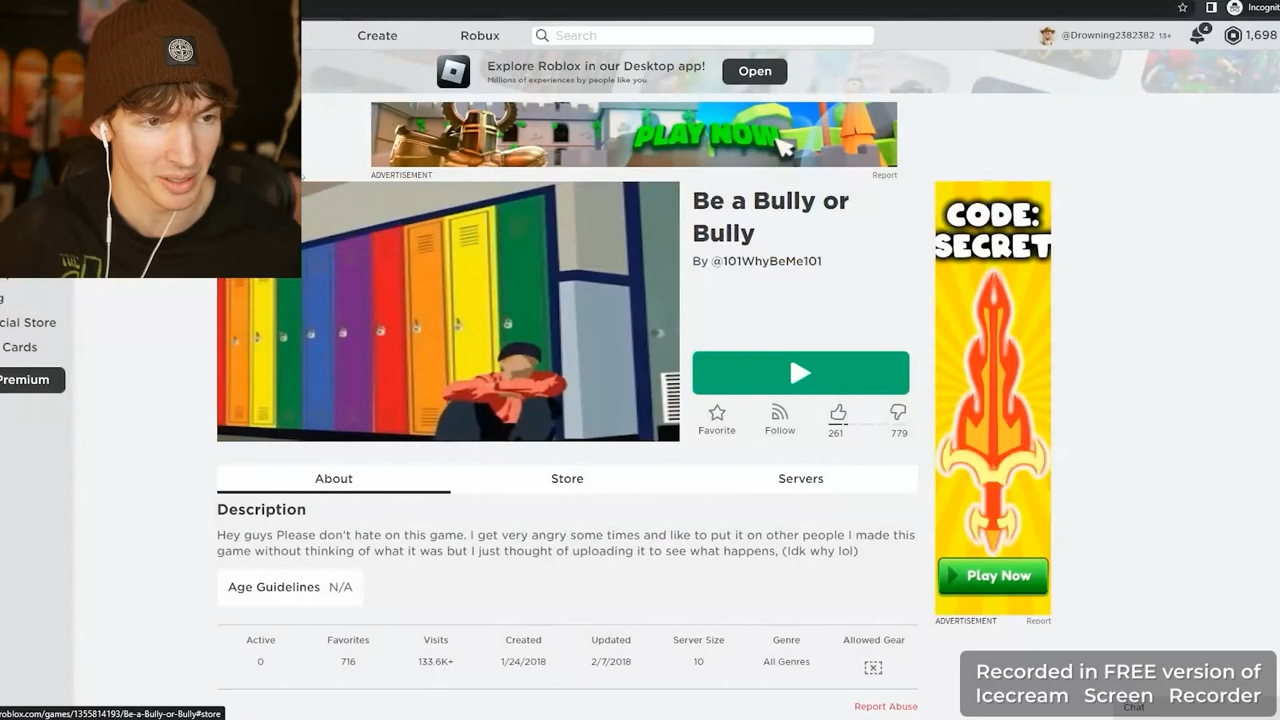 Incognit
Create
Robux
Search
@Drowning2382382 13+
4
1,698
Explore Roblox in our Desktop app!
Millions of experiences by people like you
Open
PLAY NOW
ADVERTISEMENT
Report
Be a Bully or
Bully
By @101WhyBeMe101
CODE:
SECRET
g
cial Store
Cards
Premium
Favorite
Follow
261
779
About
Store
Servers
Description
Hey guys Please don't hate on this game. I get very angry some times and like to put it on other people I made this
game without thinking of what it was but I just thought of uploading it to see what happens, (Idk why lol)
Play Now
Age Guidelines N/A
ADVERTISEMENT
Report
Active
Favorites
Visits
Created
Updated
Server Size
Genre
Allowed Gear
0
716
133.6K+
1/24/2018
2/7/2018
10
All Genres
Recorded in FREE version of
Icecream Screen Recorder
Report Abuse
Chat
roblox.com/games/1355814193/Be-a-Bully-or-Bully#store